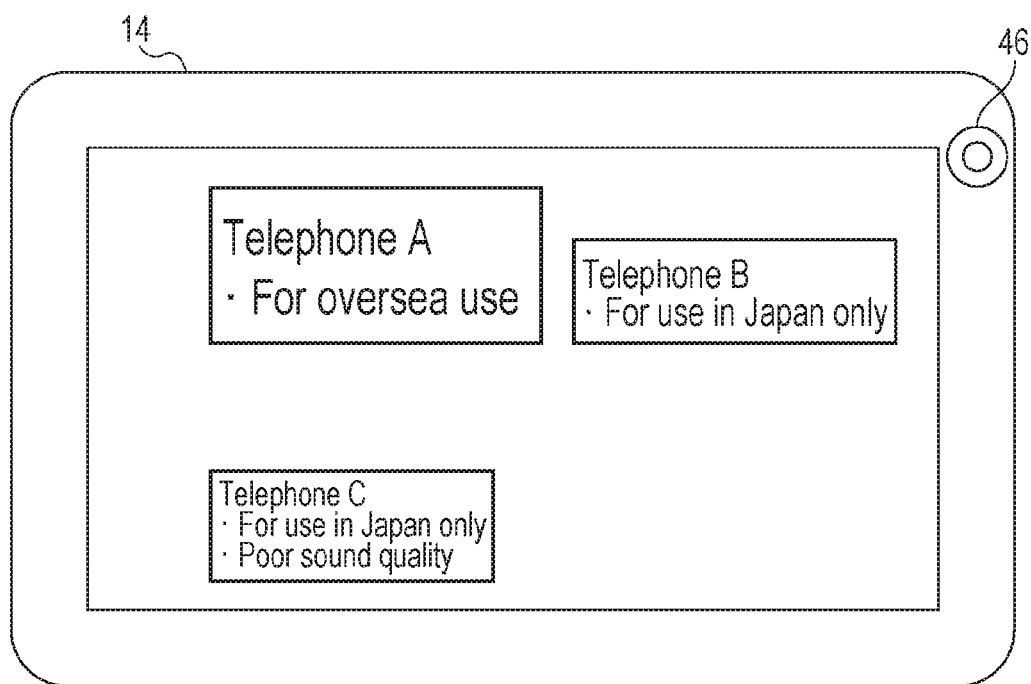 14
46
Telephone A
· For oversea use
Telephone B
· For use in Japan only
Telephone C
· For use in Japan only
· Poor sound quality